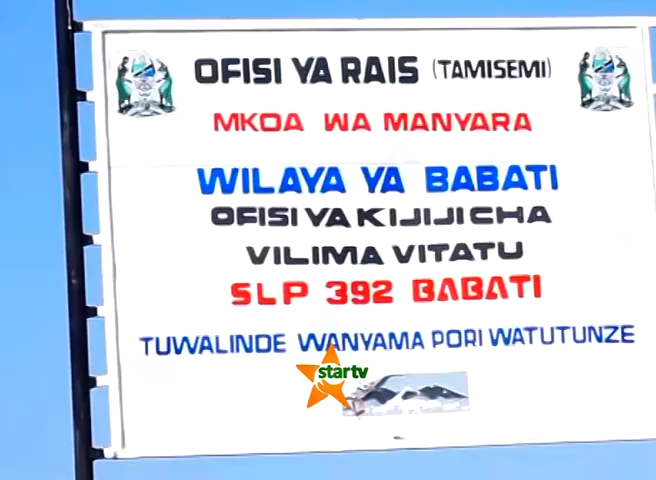 OFISI YA RAIS (TAMISEMI)
MKOA WA MANYARA
WILAYA YA BABATI
OFISI YA KIJIJI CHA
VILIMA VITATU
SLP 392 BABATI
TUWALINDE WANYAMA PORI WATUTUNZE
startv